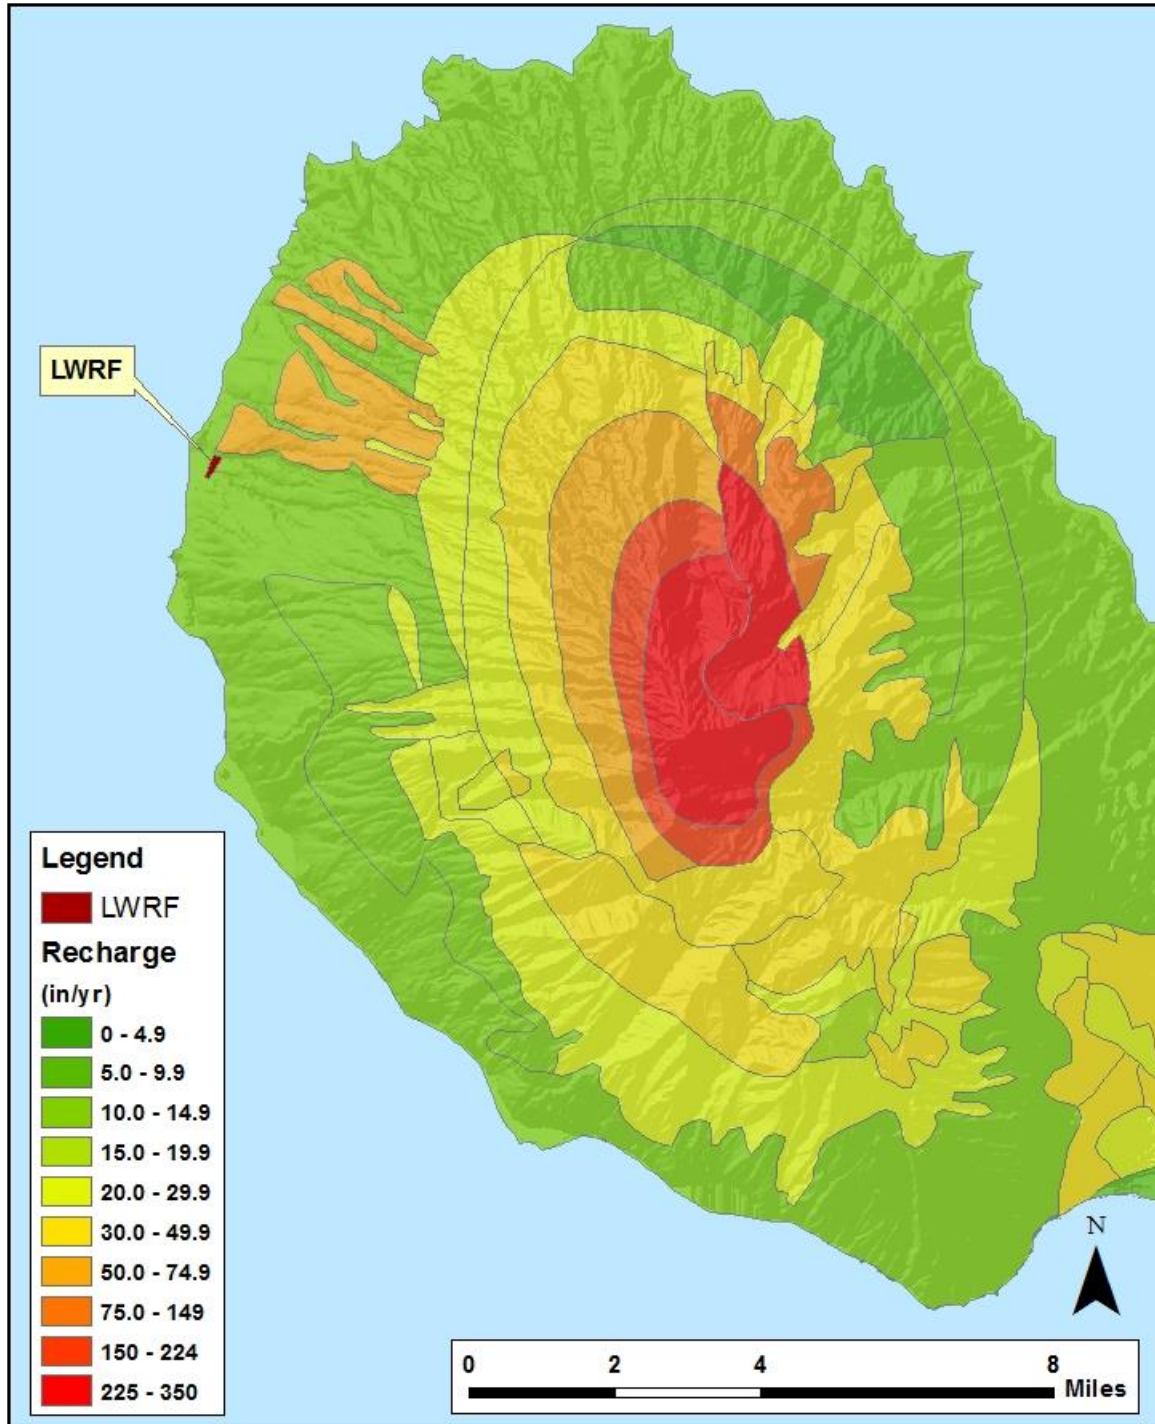 LWRF
Legend
LWRF
Recharge
(in/yr)
0 - 4.9
5.0 - 9.9
10.0 - 14.9
15.0 - 19.9
20.0 - 29.9
30.0 - 49.9
50.0 - 74.9
75.0 - 149
150 - 224
225 - 350
N
0 2 4 8
Miles